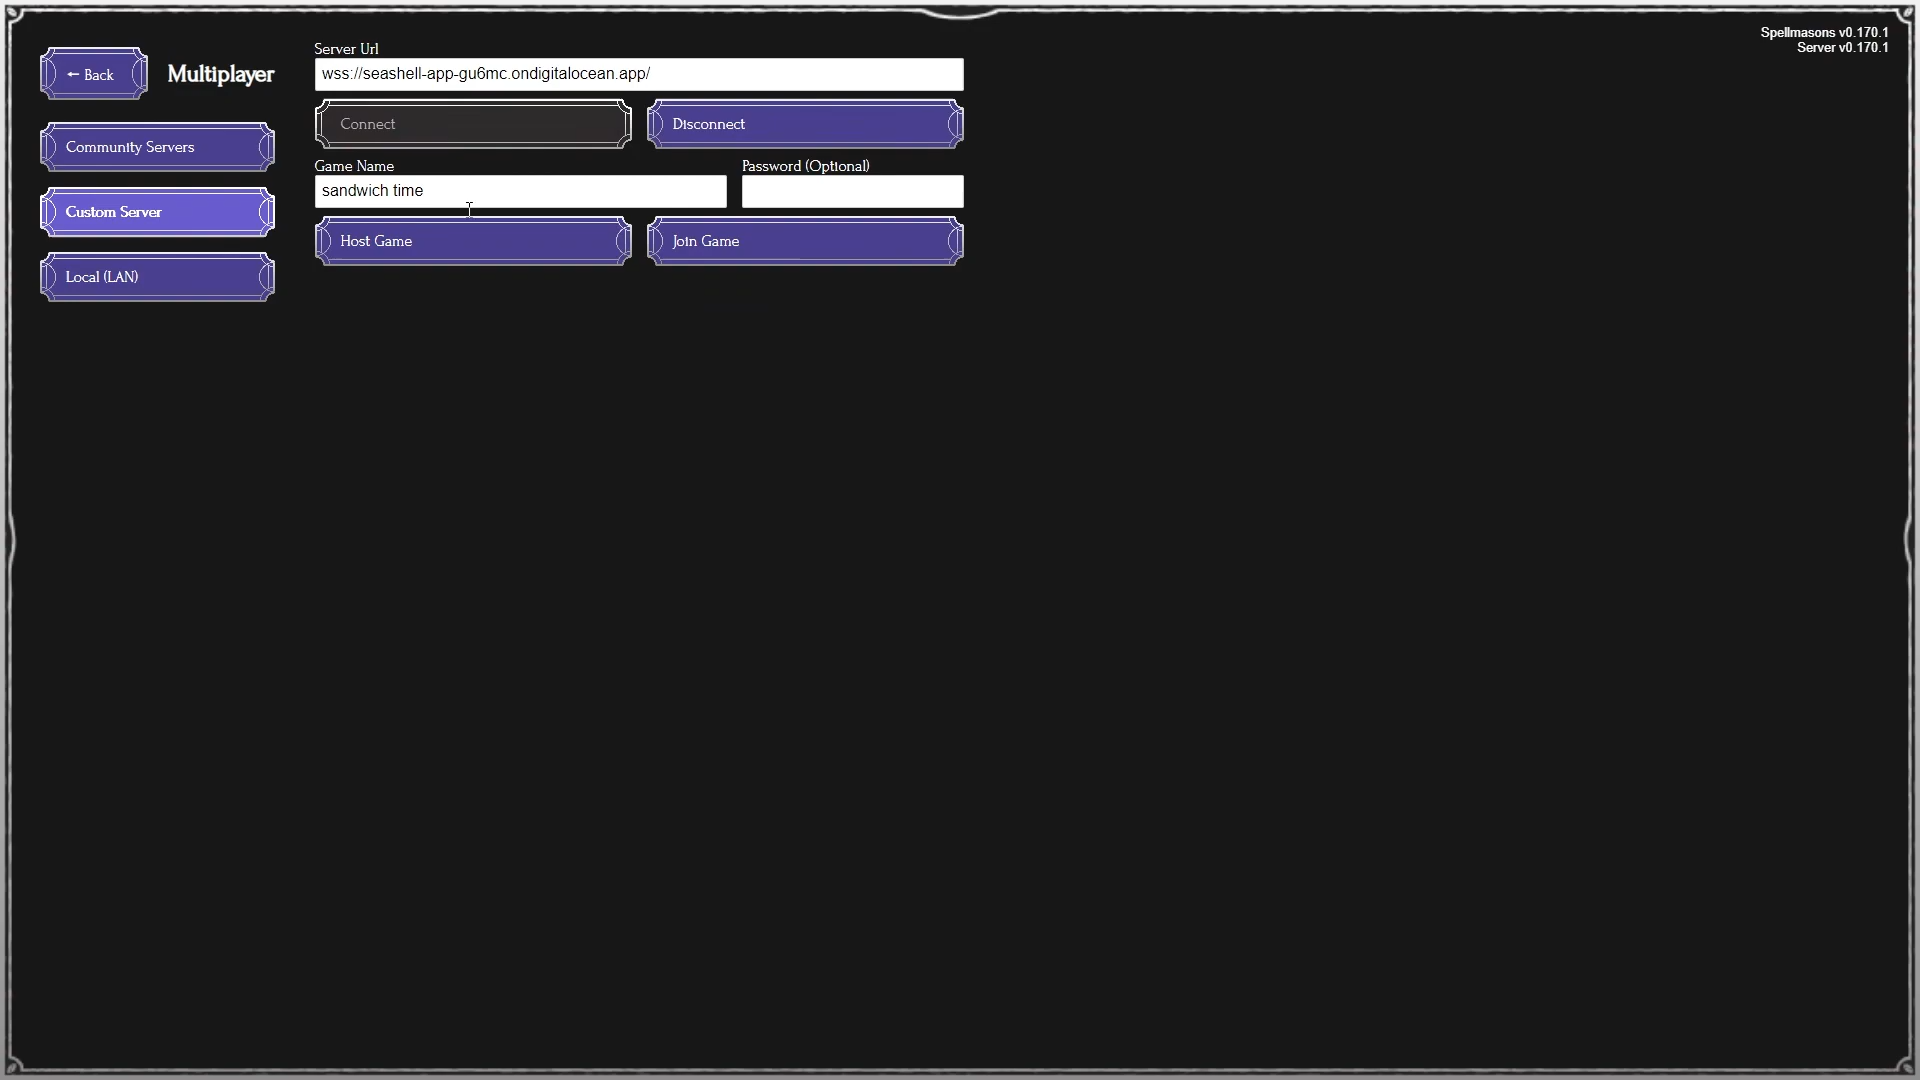 Spellmasons v0.170.1
Server v0.170.1
← Back
Multiplayer
Community Servers
Custom Server
Local (LAN)
Server Url
wss://seashell-app-gu6mc.ondigitalocean.app/
Connect
Disconnect
Game Name
Password (Optional)
sandwich time
Host Game
Join Game